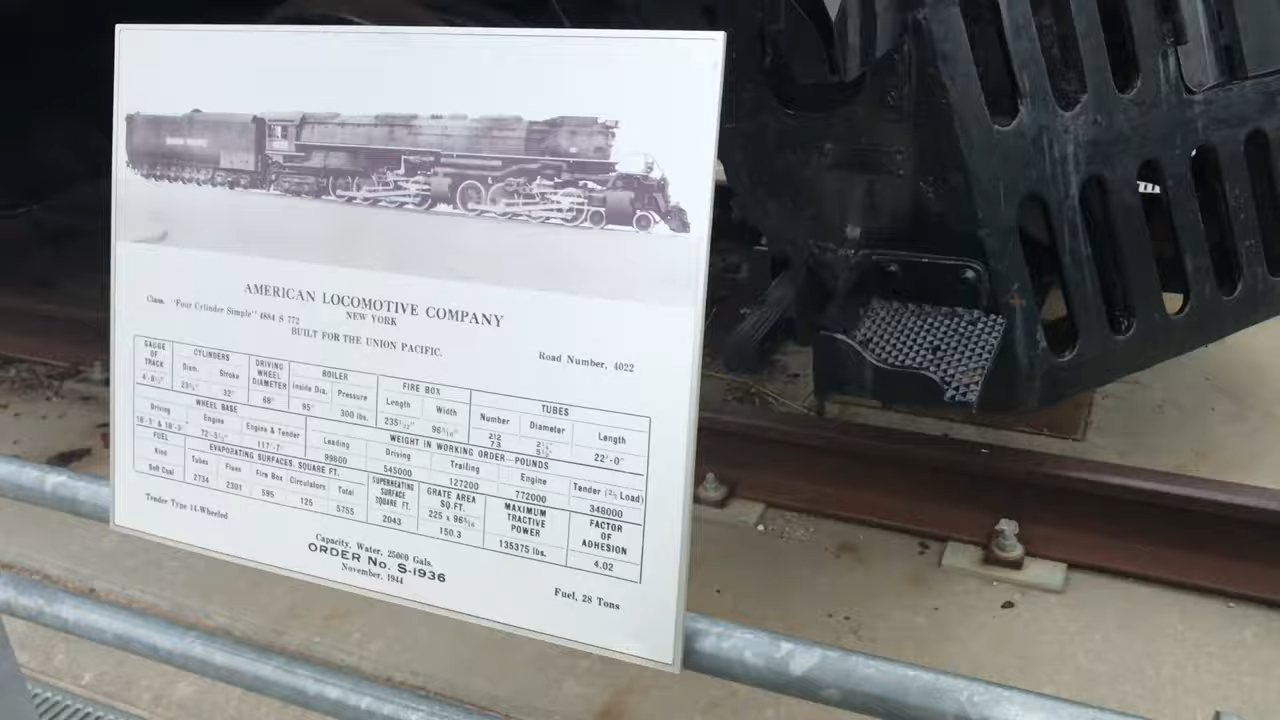 AMERICAN LOCOMOTIVE COMPANY
NEW YORK
Class, "Four Cylinder Simple" 4884 S 772
BUILT FOR THE UNION PACIFIC.
Road Number, 4022
GAUGE OF TRACK CYLINDERS DRIVING WHEEL DIAMETER BOILER FIRE BOX TUBES
Diam. Stroke Inside Dia. Pressure Length Width Number Diameter Length
4'-8½" 23¾" 32" 68" 95" 300 lbs. 22'-0"
212
73
WHEEL BASE WEIGHT IN WORKING ORDER—POUNDS
Driving Engine Engine & Tender Leading Driving Trailing Engine Tender (⅔ Load)
18'-3" & 18'-3" 72'-5½" 117'-7" 99800 545000 127200 772000 348000
FUEL EVAPORATING SURFACES, SQUARE FT. SUPERHEATING SURFACE SQUARE FT. GRATE AREA SQ.FT. MAXIMUM TRACTIVE POWER FACTOR OF ADHESION
Kind Tubes Flues Fire Box Circulators Total
Soft Coal 2734 2301 595 125 5755 2043 150.3 135375 lbs. 4.02
Tender Type 14-Wheeled
Capacity, Water, 25000 Gals.
ORDER No. S-1936
November, 1944
Fuel, 28 Tons